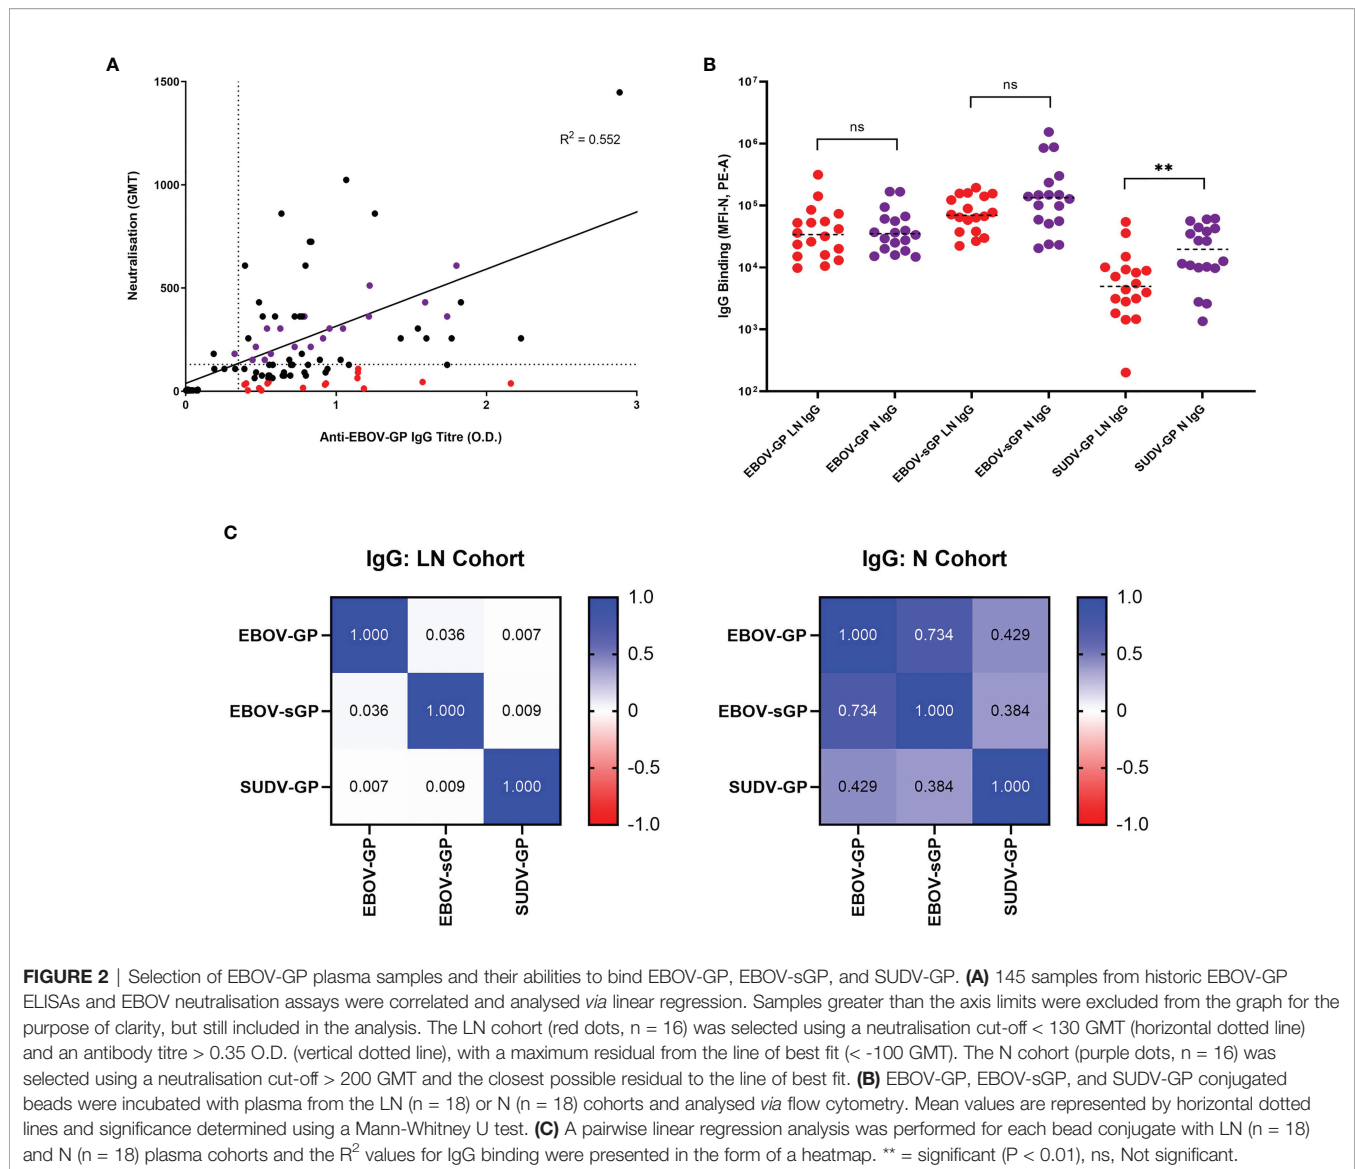 A
1500
1000
500
0
Neutralisation (GMT)
R² = 0.552
0 1 2 3
Anti-EBOV-GP IgG Titre (O.D.)
B
10⁷
10⁶
10⁵
10⁴
10³
10²
IgG Binding (MFI-N, PE-A)
ns
ns
**
EBOV-GP LN IgG
EBOV-GP N IgG
EBOV-sGP LN IgG
EBOV-sGP N IgG
SUDV-GP LN IgG
SUDV-GP N IgG
C
IgG: LN Cohort
EBOV-GP 1.000 0.036 0.007
EBOV-sGP 0.036 1.000 0.009
SUDV-GP 0.007 0.009 1.000
EBOV-GP
EBOV-sGP
SUDV-GP
1.0
0.5
0
-0.5
-1.0
IgG: N Cohort
EBOV-GP 1.000 0.734 0.429
EBOV-sGP 0.734 1.000 0.384
SUDV-GP 0.429 0.384 1.000
EBOV-GP
EBOV-sGP
SUDV-GP
1.0
0.5
0
-0.5
-1.0
FIGURE 2 | Selection of EBOV-GP plasma samples and their abilities to bind EBOV-GP, EBOV-sGP, and SUDV-GP. (A) 145 samples from historic EBOV-GP
ELISAs and EBOV neutralisation assays were correlated and analysed via linear regression. Samples greater than the axis limits were excluded from the graph for the
purpose of clarity, but still included in the analysis. The LN cohort (red dots, n = 16) was selected using a neutralisation cut-off < 130 GMT (horizontal dotted line)
and an antibody titre > 0.35 O.D. (vertical dotted line), with a maximum residual from the line of best fit (< -100 GMT). The N cohort (purple dots, n = 16) was
selected using a neutralisation cut-off > 200 GMT and the closest possible residual to the line of best fit. (B) EBOV-GP, EBOV-sGP, and SUDV-GP conjugated
beads were incubated with plasma from the LN (n = 18) or N (n = 18) cohorts and analysed via flow cytometry. Mean values are represented by horizontal dotted
lines and significance determined using a Mann-Whitney U test. (C) A pairwise linear regression analysis was performed for each bead conjugate with LN (n = 18)
and N (n = 18) plasma cohorts and the R² values for IgG binding were presented in the form of a heatmap. ** = significant (P < 0.01), ns, Not significant.